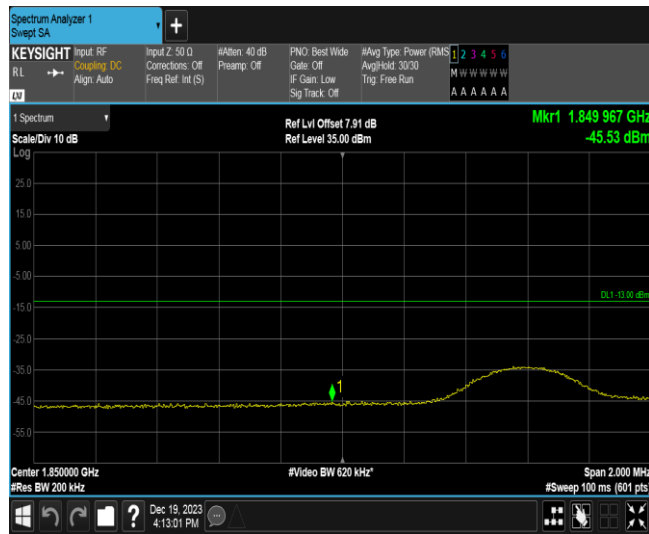 Spectrum Analyzer 1
Swept SA
+
KEYSIGHT Input: RF Input Z: 50 Ω #Atten: 40 dB PNO: Best Wide #Avg Type: Power (RMS 1 2 3 4 5 6
RL Coupling: DC Corrections: Off Preamp: Off Gate: Off Avg|Hold: 30/30 M W W W W W
Align: Auto Freq Ref: Int (S) IF Gain: Low Trig: Free Run
LXI Sig Track: Off A A A A A A
1 Spectrum Ref Lvl Offset 7.91 dB Mkr1 1.849 967 GHz
Scale/Div 10 dB Ref Level 35.00 dBm -45.53 dBm
Log
25.0
15.0
5.00
-5.00
DL1 -13.00 dBm
-15.0
-25.0
-35.0
1
-45.0
-55.0
Center 1.850000 GHz #Video BW 620 kHz* Span 2.000 MHz
#Res BW 200 kHz #Sweep 100 ms (601 pts
? Dec 19, 2023
4:13:01 PM